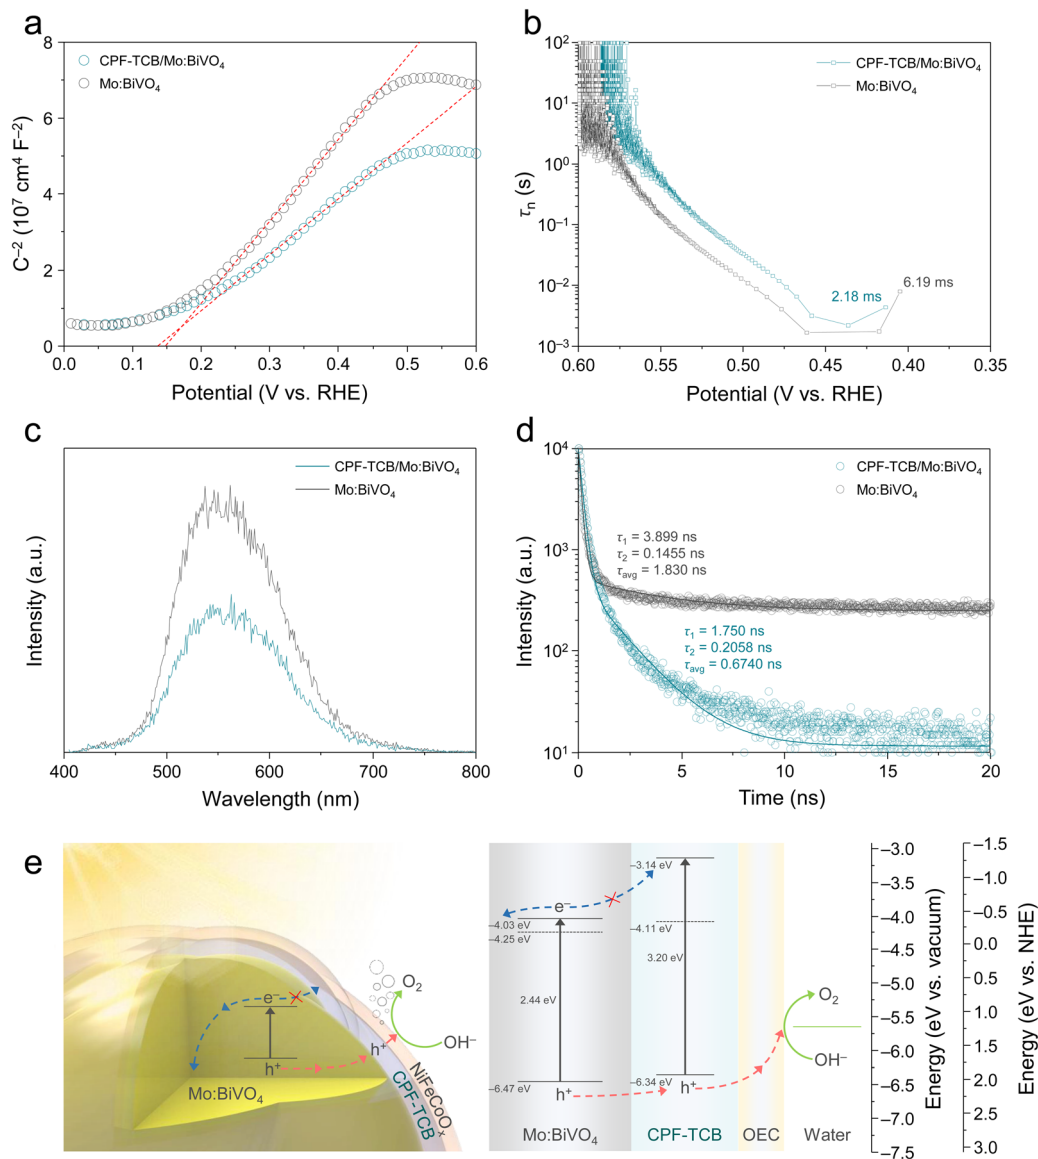 a
8
6
4
2
0
C⁻² (10⁷ cm⁴ F⁻²)
CPF-TCB/Mo:BiVO₄
Mo:BiVO₄
0.0 0.1 0.2 0.3 0.4 0.5 0.6
Potential (V vs. RHE)
b
10²
10¹
10⁰
10⁻¹
10⁻²
10⁻³
τₙ (s)
CPF-TCB/Mo:BiVO₄
Mo:BiVO₄
6.19 ms
2.18 ms
0.60 0.55 0.50 0.45 0.40 0.35
Potential (V vs. RHE)
c
Intensity (a.u.)
CPF-TCB/Mo:BiVO₄
Mo:BiVO₄
400 500 600 700 800
Wavelength (nm)
d
10⁴
10³
10²
10¹
Intensity (a.u.)
CPF-TCB/Mo:BiVO₄
Mo:BiVO₄
τ₁ = 3.899 ns
τ₂ = 0.1455 ns
τavg = 1.830 ns
τ₁ = 1.750 ns
τ₂ = 0.2058 ns
τavg = 0.6740 ns
0 5 10 15 20
Time (ns)
e
e⁻
h⁺
h⁺
O₂
OH⁻
Mo:BiVO₄
CPF-TCB
NiFeCoOₓ
−3.14 eV
e⁻
−4.03 eV
−4.25 eV
−4.11 eV
3.20 eV
2.44 eV
−6.47 eV
−6.34 eV
h⁺
h⁺
O₂
OH⁻
Mo:BiVO₄
CPF-TCB
OEC
Water
−3.0
−3.5
−4.0
−4.5
−5.0
−5.5
−6.0
−6.5
−7.0
−7.5
Energy (eV vs. vacuum)
−1.5
−1.0
−0.5
0.0
0.5
1.0
1.5
2.0
2.5
3.0
Energy (eV vs. NHE)